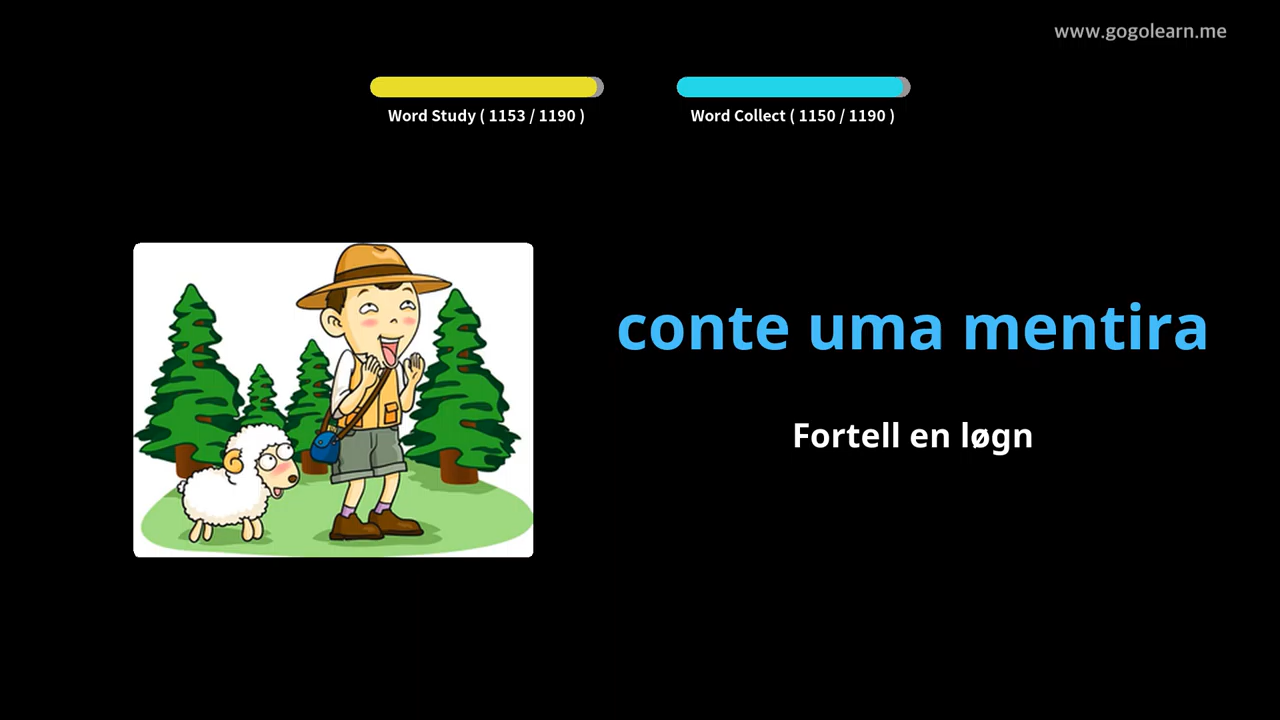 www.gogolearn.me
Word Study ( 1153 / 1190 )
Word Collect ( 1150 / 1190 )
conte uma mentira
Fortell en løgn